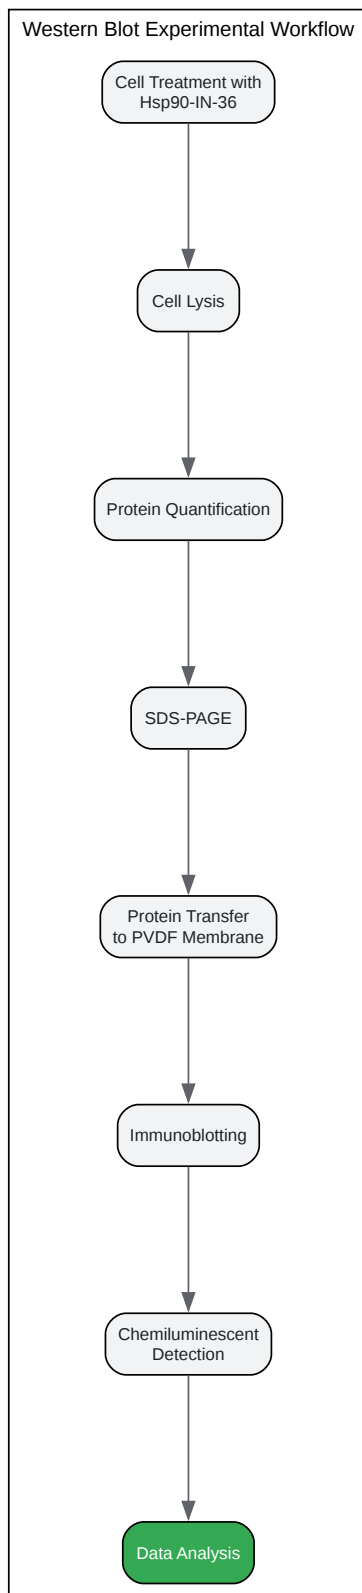 Western Blot Experimental Workflow
Cell Treatment with
Hsp90-IN-36
Cell Lysis
Protein Quantification
SDS-PAGE
Protein Transfer
to PVDF Membrane
Immunoblotting
Chemiluminescent
Detection
Data Analysis